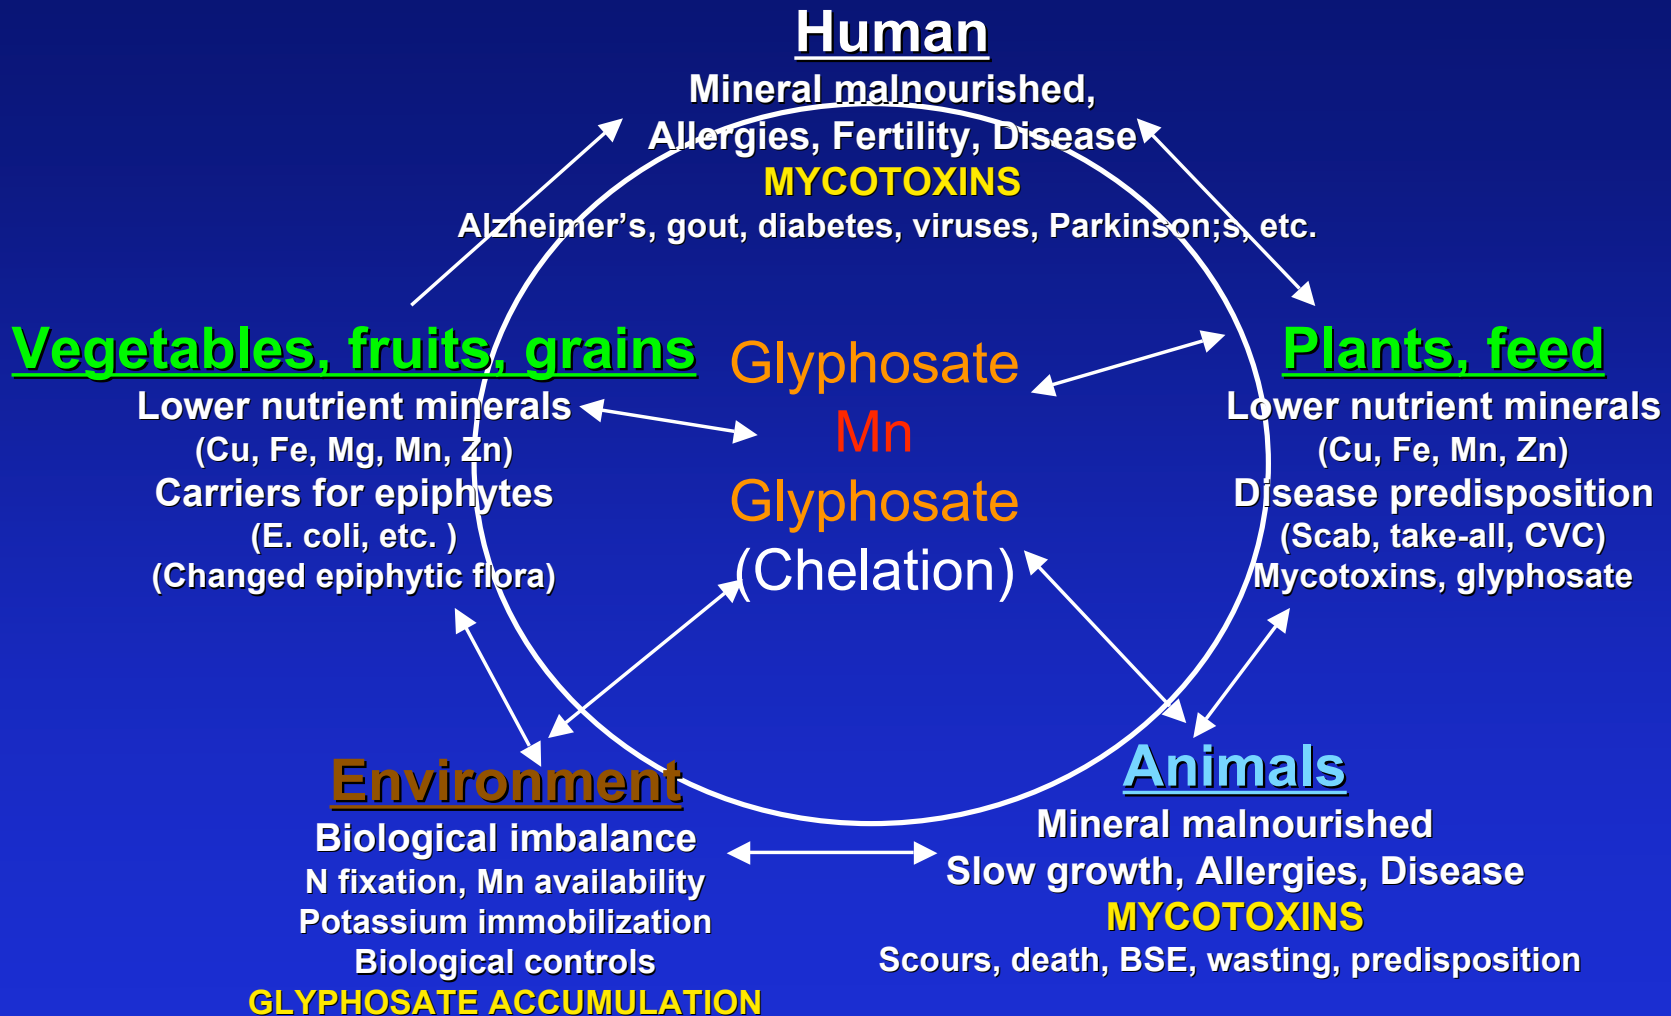 Human
Mineral malnourished,
Allergies, Fertility, Disease
MYCOTOXINS
Alzheimer's, gout, diabetes, viruses, Parkinson;s, etc.
Vegetables, fruits, grains
Lower nutrient minerals
(Cu, Fe, Mg, Mn, Zn)
Carriers for epiphytes
(E. coli, etc. )
(Changed epiphytic flora)
Glyphosate
Mn
Glyphosate
(Chelation)
Plants, feed
Lower nutrient minerals
(Cu, Fe, Mn, Zn)
Disease predisposition
(Scab, take-all, CVC)
Mycotoxins, glyphosate
Environment
Biological imbalance
N fixation, Mn availability
Potassium immobilization
Biological controls
GLYPHOSATE ACCUMULATION
Animals
Mineral malnourished
Slow growth, Allergies, Disease
MYCOTOXINS
Scours, death, BSE, wasting, predisposition